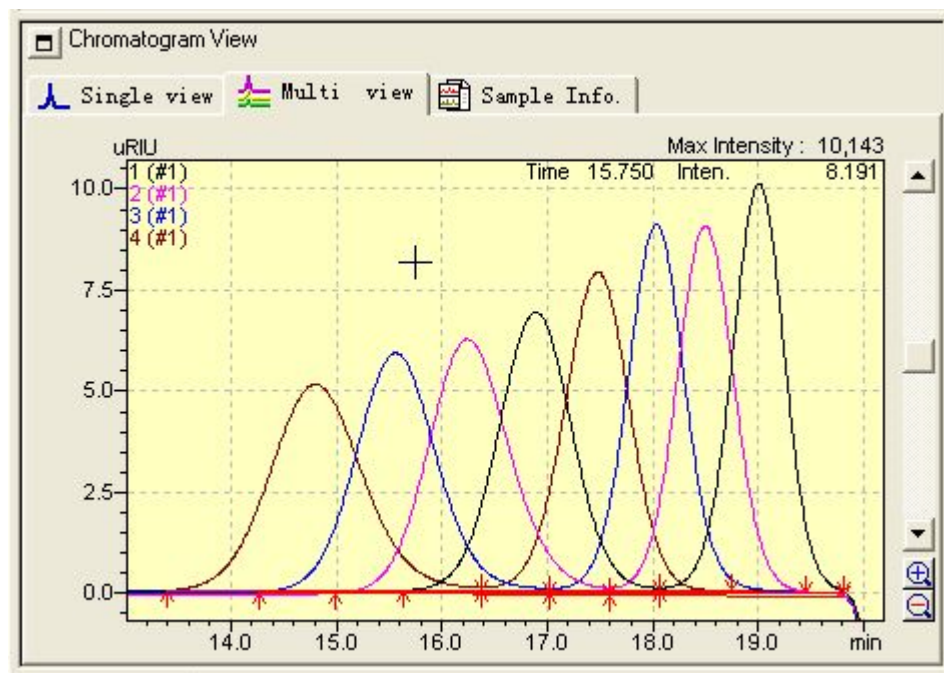 Chromatogram View
Single view Multi view Sample Info.
uRIU Max Intensity : 10,143
1 (#1) Time 15.750 Inten. 8.191
10.0
2 (#1)
3 (#1)
4 (#1)
7.5
5.0
2.5
0.0
14.0 15.0 16.0 17.0 18.0 19.0 min